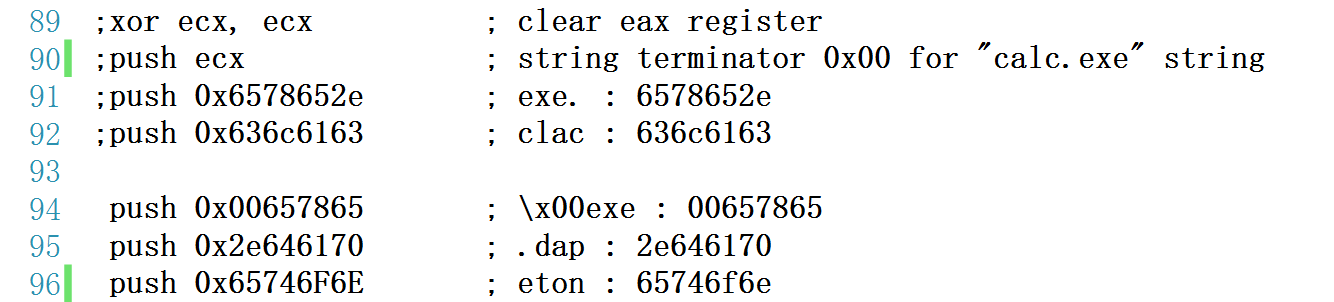 89 ;xor ecx, ecx ; clear eax register
90 ;push ecx ; string terminator 0x00 for "calc.exe" string
91 ;push 0x6578652e ; exe. : 6578652e
92 ;push 0x636c6163 ; clac : 636c6163
93
94 push 0x00657865 ; \x00exe : 00657865
95 push 0x2e646170 ; .dap : 2e646170
96 push 0x65746F6E ; eton : 65746f6e